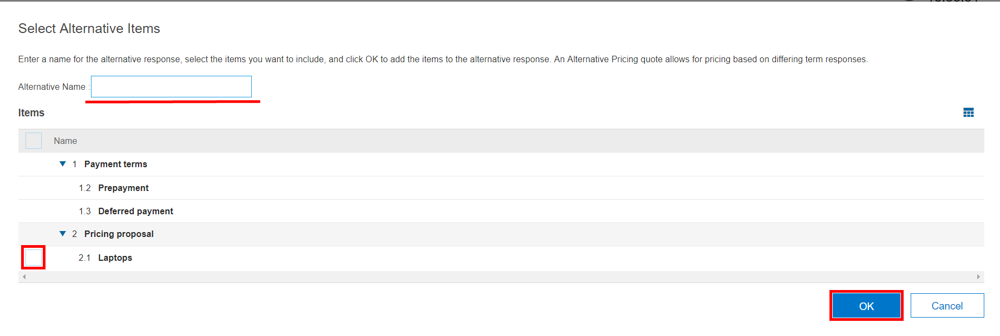 Select Alternative Items
Enter a name for the alternative response, select the items you want to include, and click OK to add the items to the alternative response. An Alternative Pricing quote allows for pricing based on differing term responses.
Alternative Name :
Items
Name
1 Payment terms
1.2 Prepayment
1.3 Deferred payment
2 Pricing proposal
2.1 Laptops
OK Cancel